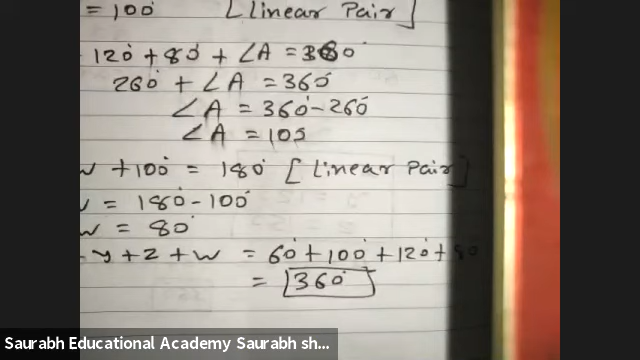 = 100° [Linear Pair]
120° + 80° + ∠A = 360°
260° + ∠A = 360°
∠A = 360° - 260°
∠A = 100°
w + 100° = 180° [Linear Pair]
= 180° - 100°
w = 80°
y + z + w = 60° + 100° + 120° + 80
= 360°
Saurabh Educational Academy Saurabh sh...